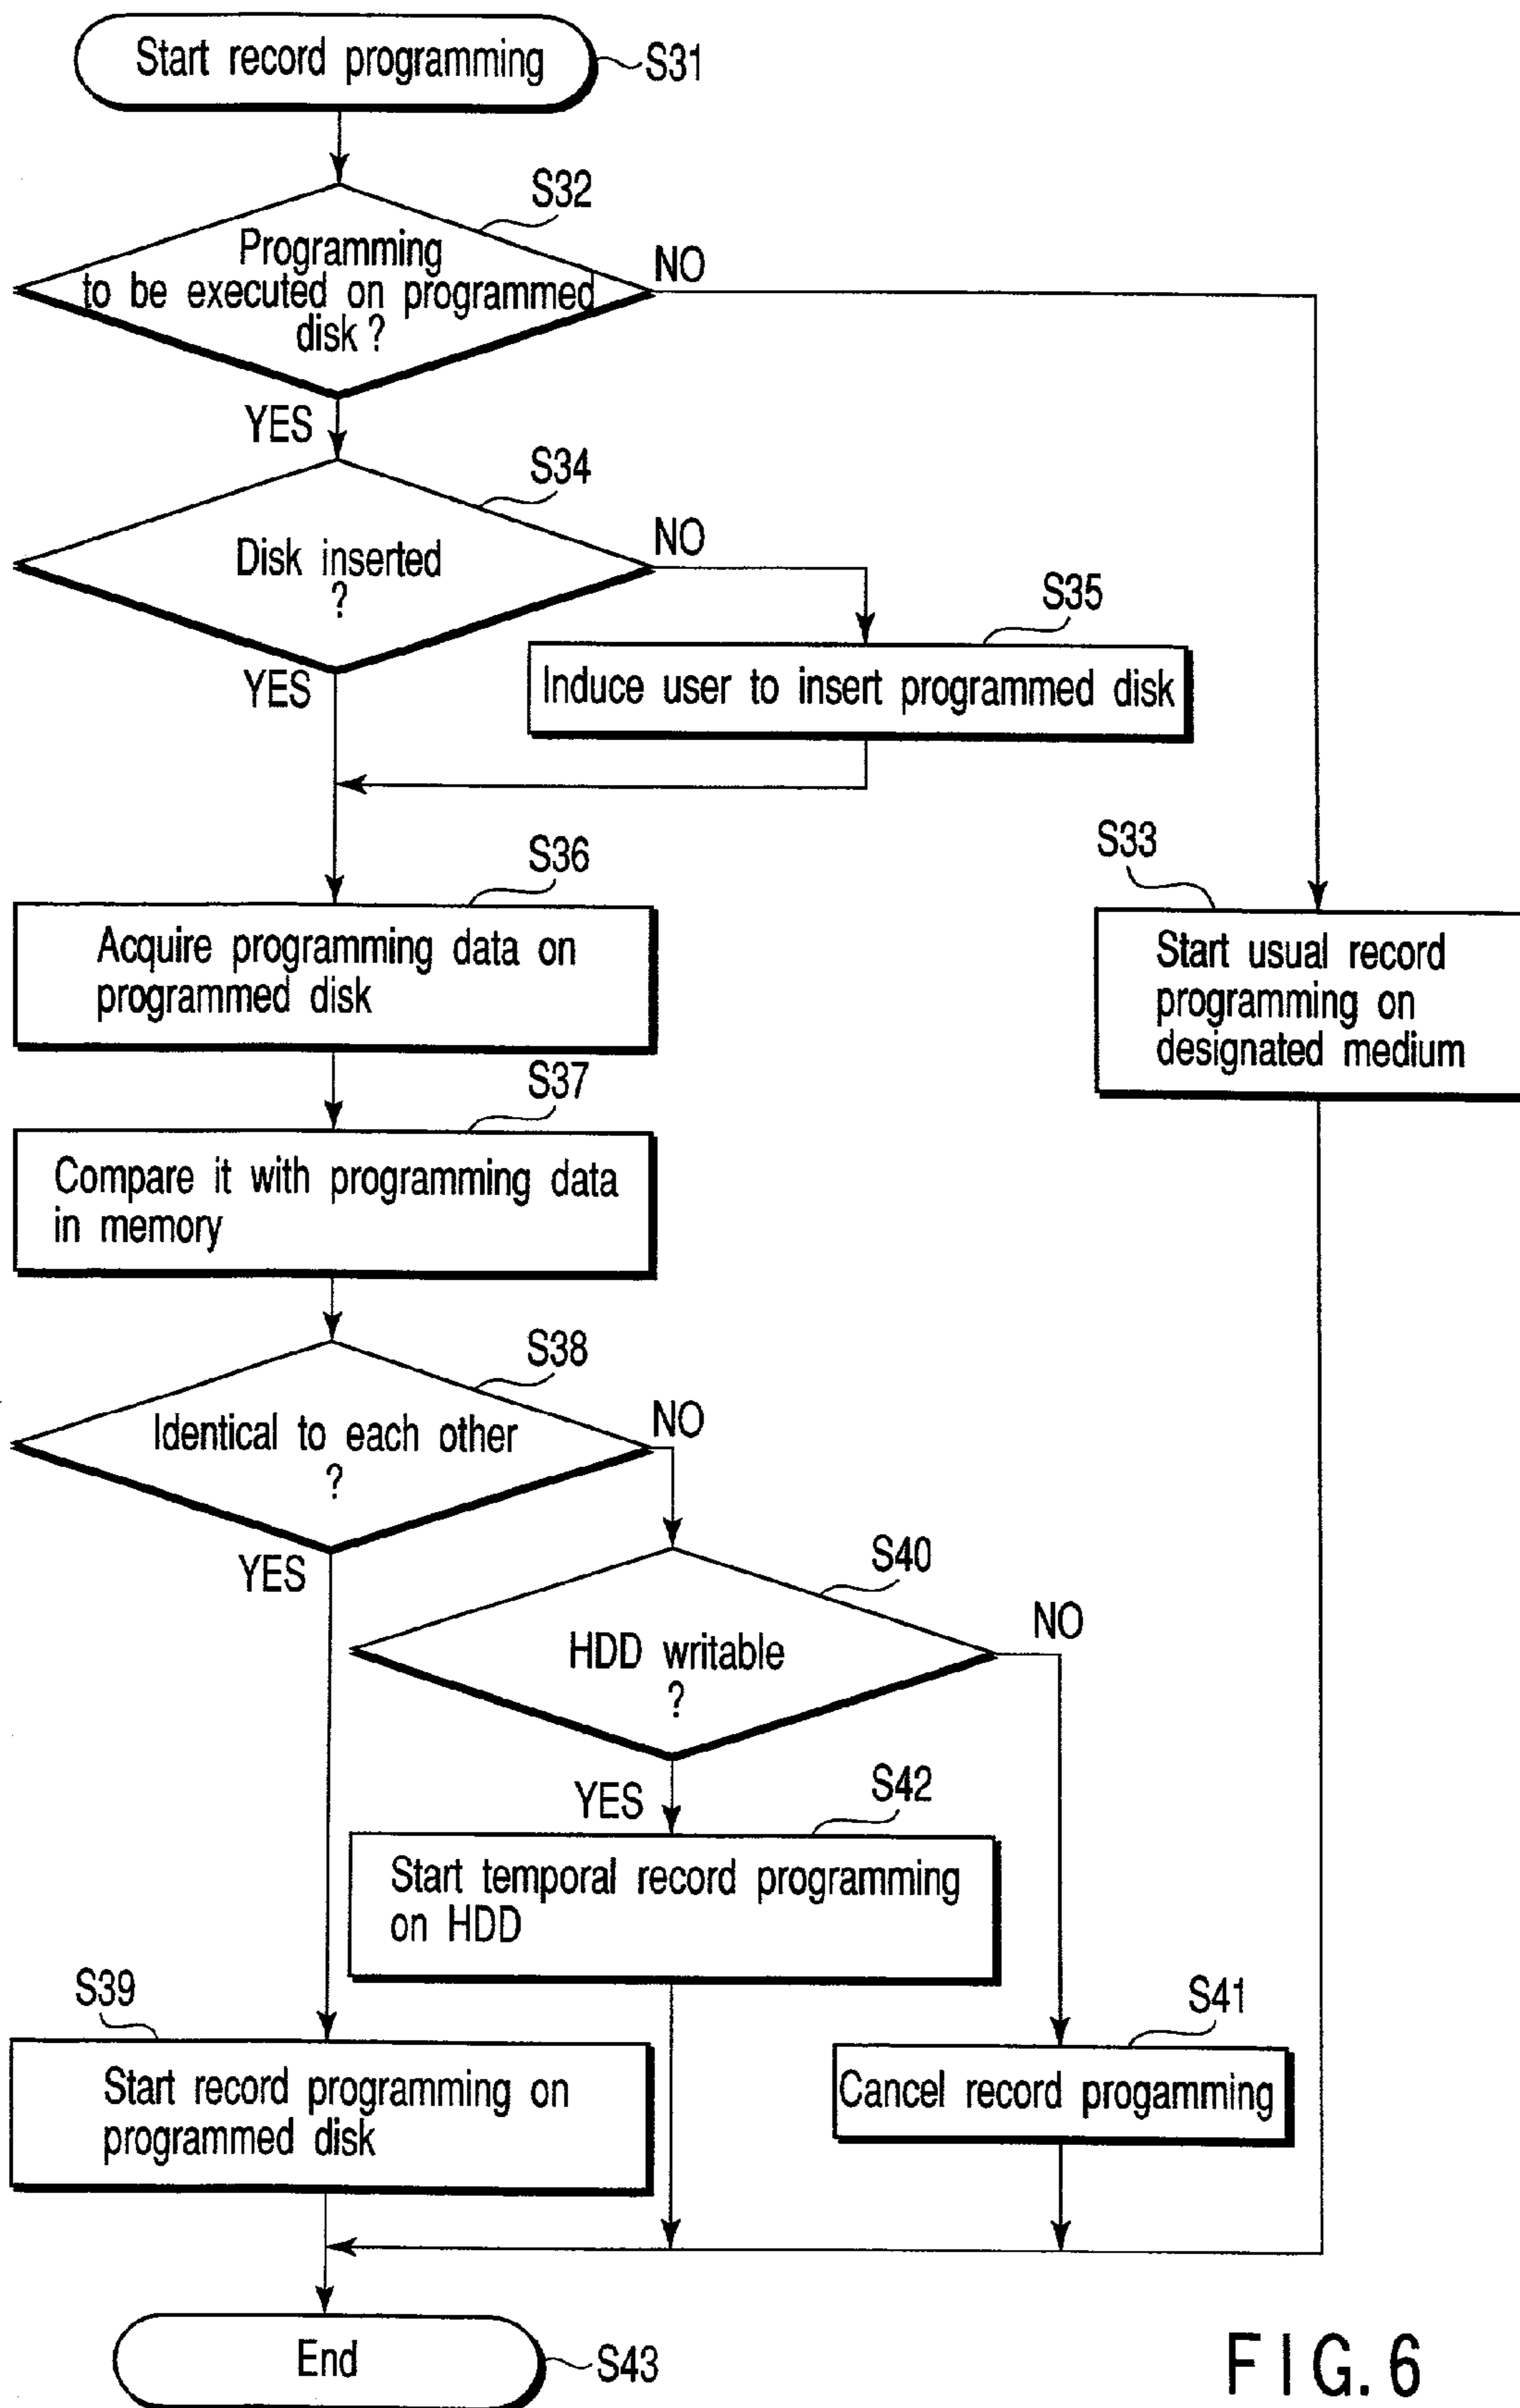 Start record programming
S31
S32
Programming
to be executed on programmed
disk?
NO
YES
S34
Disk inserted
?
NO
YES
S35
Induce user to insert programmed disk
S36
Acquire programming data on
programmed disk
S33
Start usual record
programming on
designated medium
S37
Compare it with programming data
in memory
S38
Identical to each other
?
NO
YES
S40
HDD writable
?
NO
YES
S42
Start temporal record programming
on HDD
S39
Start record programming on
programmed disk
S41
Cancel record progamming
End
S43
FIG. 6